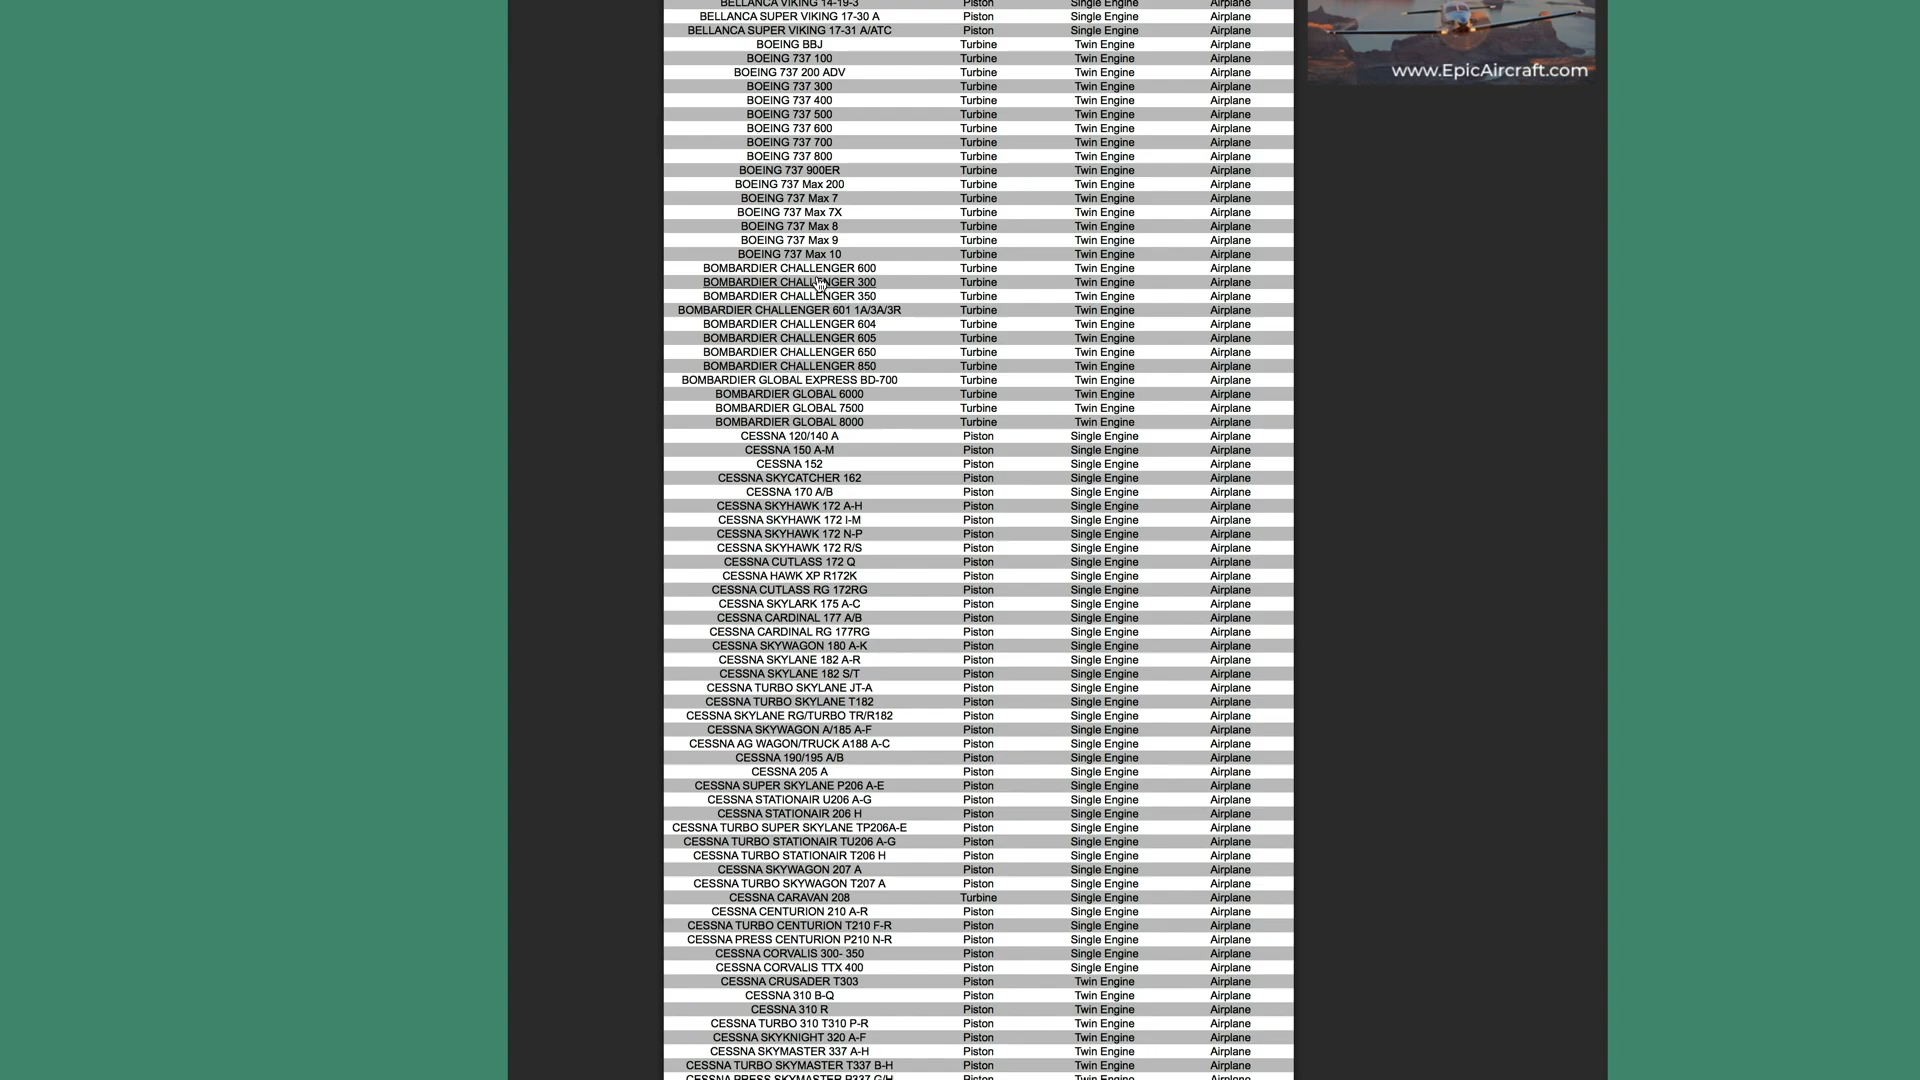 BELLANCA VIKING 14-19-3 Piston Single Engine Airplane
BELLANCA SUPER VIKING 17-30 A Piston Single Engine Airplane
BELLANCA SUPER VIKING 17-31 A/ATC Piston Single Engine Airplane
BOEING BBJ Turbine Twin Engine Airplane
BOEING 737 100 Turbine Twin Engine Airplane
www.EpicAircraft.com
BOEING 737 200 ADV Turbine Twin Engine Airplane
BOEING 737 300 Turbine Twin Engine Airplane
BOEING 737 400 Turbine Twin Engine Airplane
BOEING 737 500 Turbine Twin Engine Airplane
BOEING 737 600 Turbine Twin Engine Airplane
BOEING 737 700 Turbine Twin Engine Airplane
BOEING 737 800 Turbine Twin Engine Airplane
BOEING 737 900ER Turbine Twin Engine Airplane
BOEING 737 Max 200 Turbine Twin Engine Airplane
BOEING 737 Max 7 Turbine Twin Engine Airplane
BOEING 737 Max 7X Turbine Twin Engine Airplane
BOEING 737 Max 8 Turbine Twin Engine Airplane
BOEING 737 Max 9 Turbine Twin Engine Airplane
BOEING 737 Max 10 Turbine Twin Engine Airplane
BOMBARDIER CHALLENGER 600 Turbine Twin Engine Airplane
BOMBARDIER CHALLENGER 300 Turbine Twin Engine Airplane
BOMBARDIER CHALLENGER 350 Turbine Twin Engine Airplane
BOMBARDIER CHALLENGER 601 1A/3A/3R Turbine Twin Engine Airplane
BOMBARDIER CHALLENGER 604 Turbine Twin Engine Airplane
BOMBARDIER CHALLENGER 605 Turbine Twin Engine Airplane
BOMBARDIER CHALLENGER 650 Turbine Twin Engine Airplane
BOMBARDIER CHALLENGER 850 Turbine Twin Engine Airplane
BOMBARDIER GLOBAL EXPRESS BD-700 Turbine Twin Engine Airplane
BOMBARDIER GLOBAL 6000 Turbine Twin Engine Airplane
BOMBARDIER GLOBAL 7500 Turbine Twin Engine Airplane
BOMBARDIER GLOBAL 8000 Turbine Twin Engine Airplane
CESSNA 120/140 A Piston Single Engine Airplane
CESSNA 150 A-M Piston Single Engine Airplane
CESSNA 152 Piston Single Engine Airplane
CESSNA SKYCATCHER 162 Piston Single Engine Airplane
CESSNA 170 A/B Piston Single Engine Airplane
CESSNA SKYHAWK 172 A-H Piston Single Engine Airplane
CESSNA SKYHAWK 172 I-M Piston Single Engine Airplane
CESSNA SKYHAWK 172 N-P Piston Single Engine Airplane
CESSNA SKYHAWK 172 R/S Piston Single Engine Airplane
CESSNA CUTLASS 172 Q Piston Single Engine Airplane
CESSNA HAWK XP R172K Piston Single Engine Airplane
CESSNA CUTLASS RG 172RG Piston Single Engine Airplane
CESSNA SKYLARK 175 A-C Piston Single Engine Airplane
CESSNA CARDINAL 177 A/B Piston Single Engine Airplane
CESSNA CARDINAL RG 177RG Piston Single Engine Airplane
CESSNA SKYWAGON 180 A-K Piston Single Engine Airplane
CESSNA SKYLANE 182 A-R Piston Single Engine Airplane
CESSNA SKYLANE 182 S/T Piston Single Engine Airplane
CESSNA TURBO SKYLANE JT-A Piston Single Engine Airplane
CESSNA TURBO SKYLANE T182 Piston Single Engine Airplane
CESSNA SKYLANE RG/TURBO TR/R182 Piston Single Engine Airplane
CESSNA SKYWAGON A/185 A-F Piston Single Engine Airplane
CESSNA AG WAGON/TRUCK A188 A-C Piston Single Engine Airplane
CESSNA 190/195 A/B Piston Single Engine Airplane
CESSNA 205 A Piston Single Engine Airplane
CESSNA SUPER SKYLANE P206 A-E Piston Single Engine Airplane
CESSNA STATIONAIR U206 A-G Piston Single Engine Airplane
CESSNA STATIONAIR 206 H Piston Single Engine Airplane
CESSNA TURBO SUPER SKYLANE TP206A-E Piston Single Engine Airplane
CESSNA TURBO STATIONAIR TU206 A-G Piston Single Engine Airplane
CESSNA TURBO STATIONAIR T206 H Piston Single Engine Airplane
CESSNA SKYWAGON 207 A Piston Single Engine Airplane
CESSNA TURBO SKYWAGON T207 A Piston Single Engine Airplane
CESSNA CARAVAN 208 Turbine Single Engine Airplane
CESSNA CENTURION 210 A-R Piston Single Engine Airplane
CESSNA TURBO CENTURION T210 F-R Piston Single Engine Airplane
CESSNA PRESS CENTURION P210 N-R Piston Single Engine Airplane
CESSNA CORVALIS 300- 350 Piston Single Engine Airplane
CESSNA CORVALIS TTX 400 Piston Single Engine Airplane
CESSNA CRUSADER T303 Piston Twin Engine Airplane
CESSNA 310 B-Q Piston Twin Engine Airplane
CESSNA 310 R Piston Twin Engine Airplane
CESSNA TURBO 310 T310 P-R Piston Twin Engine Airplane
CESSNA SKYKNIGHT 320 A-F Piston Twin Engine Airplane
CESSNA SKYMASTER 337 A-H Piston Twin Engine Airplane
CESSNA TURBO SKYMASTER T337 B-H Piston Twin Engine Airplane
CESSNA PRESS SKYMASTER P337 G/H Piston Twin Engine Airplane